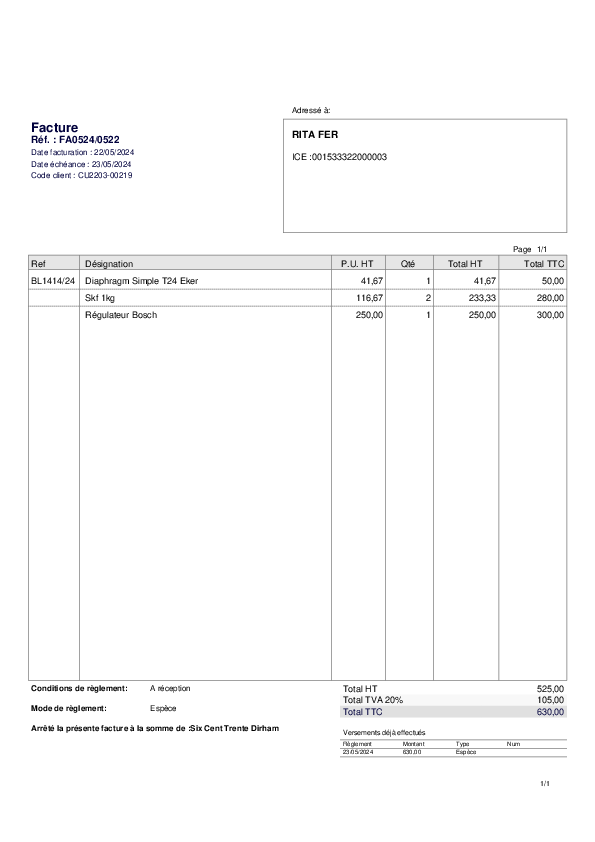 Adressé à:
Facture
Réf. : FA0524/0522
Date facturation : 22/05/2024
Date échéance : 23/05/2024
Code client : CU2203-00219
RITA FER
ICE :001533322000003
Page 1/1
Ref Désignation P.U. HT Qté Total HT Total TTC
BL1414/24 Diaphragm Simple T24 Eker 41,67 1 41,67 50,00
Skf 1kg 116,67 2 233,33 280,00
Régulateur Bosch 250,00 1 250,00 300,00
Conditions de règlement: A réception
Mode de règlement: Espèce
Arrêté la présente facture à la somme de :Six Cent Trente Dirham
Total HT 525,00
Total TVA 20% 105,00
Total TTC 630,00
Versements déjà effectués
Règlement Montant Type Num
23/05/2024 630,00 Espèce
1/1